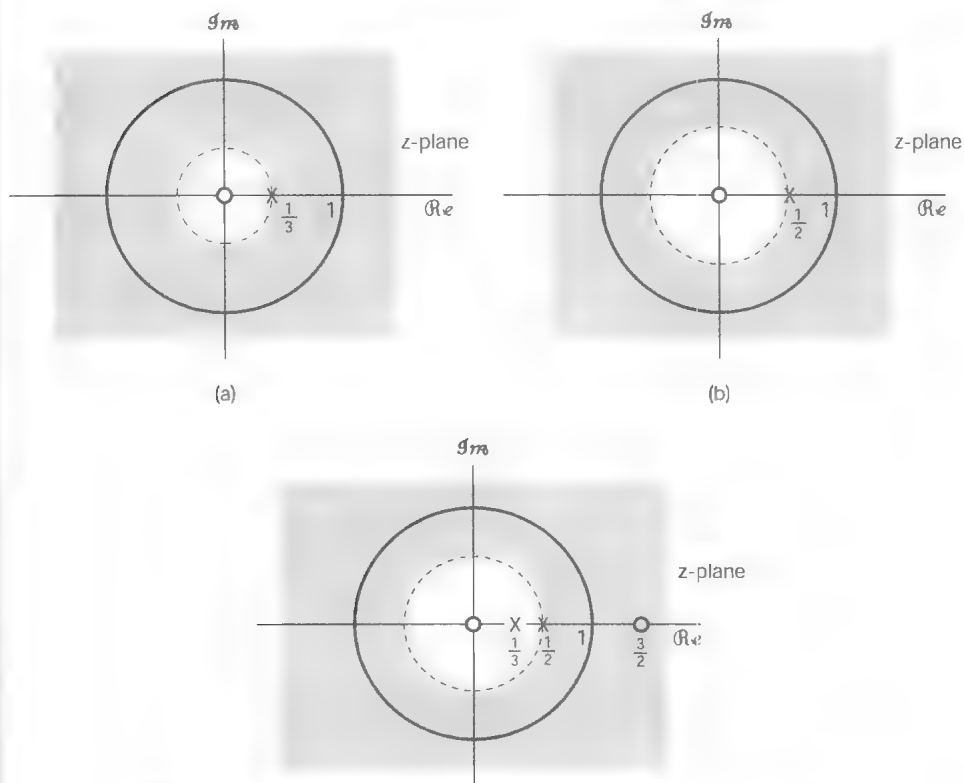 Im
Im
z-plane
z-plane
1/3
1
Re
1/2
1
Re
(a)
(b)
Im
z-plane
1/3
1/2
1
3/2
Re